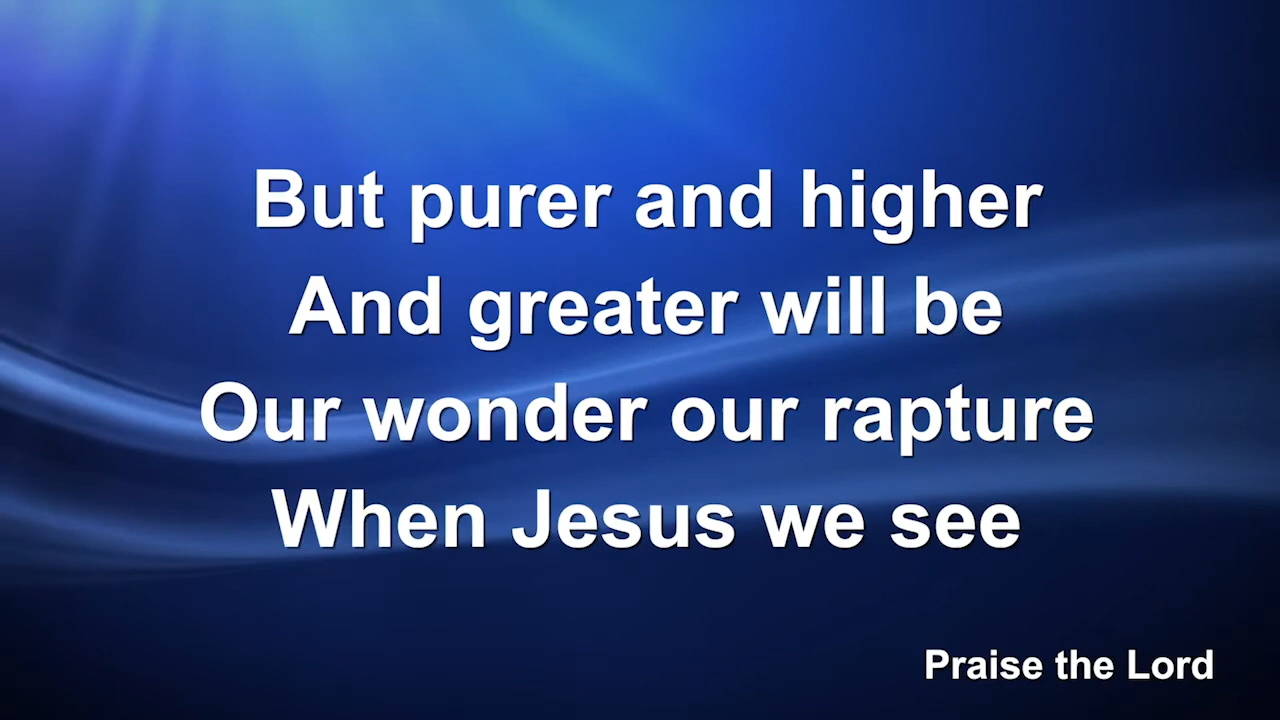 But purer and higher
And greater will be
Our wonder our rapture
When Jesus we see
Praise the Lord